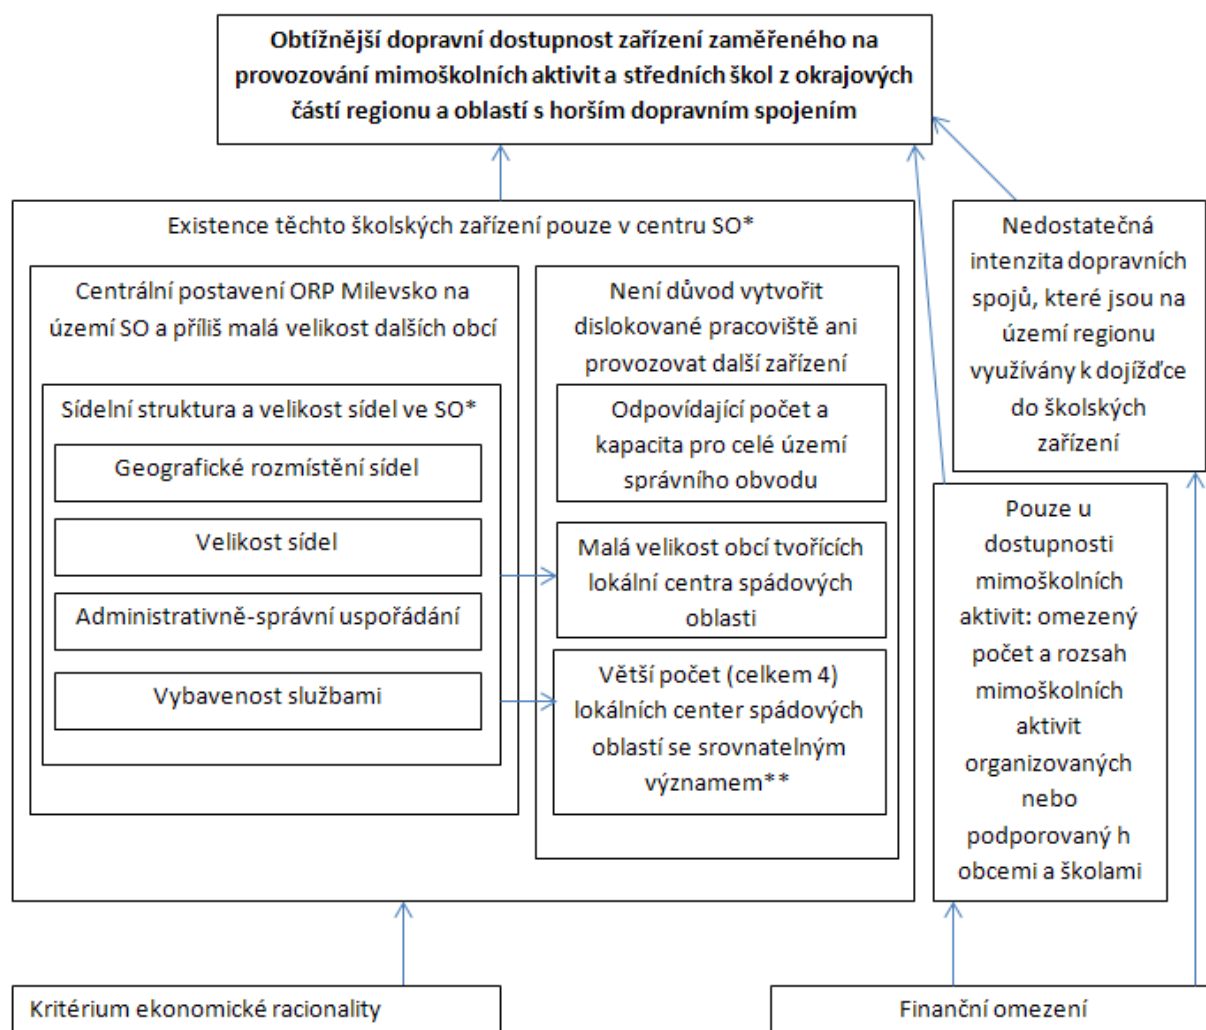 Obtížnější dopravní dostupnost zařízení zaměřeného na
provozování mimoškolních aktivit a středních škol z okrajových
částí regionu a oblastí s horším dopravním spojením
Existence těchto školských zařízení pouze v centru SO*
Centrální postavení ORP Milevsko na
území SO a příliš malá velikost dalších obcí
Sídelní struktura a velikost sídel ve SO*
Geografické rozmístění sídel
Velikost sídel
Administrativně-správní uspořádání
Vybavenost službami
Není důvod vytvořit
dislokované pracoviště ani
provozovat další zařízení
Odpovídající počet a
kapacita pro celé území
správního obvodu
Malá velikost obcí tvořících
lokální centra spádových
oblasti
Větší počet (celkem 4)
lokálních center spádových
oblastí se srovnatelným
významem**
Nedostatečná
intenzita dopravních
spojů, které jsou na
území regionu
využívány k dojížďce
do školských
zařízení
Pouze u
dostupnosti
mimoškolních
aktivit: omezený
počet a rozsah
mimoškolních
aktivit
organizovaných
nebo
podporovaný h
obcemi a školami
Kritérium ekonomické racionality
Finanční omezení